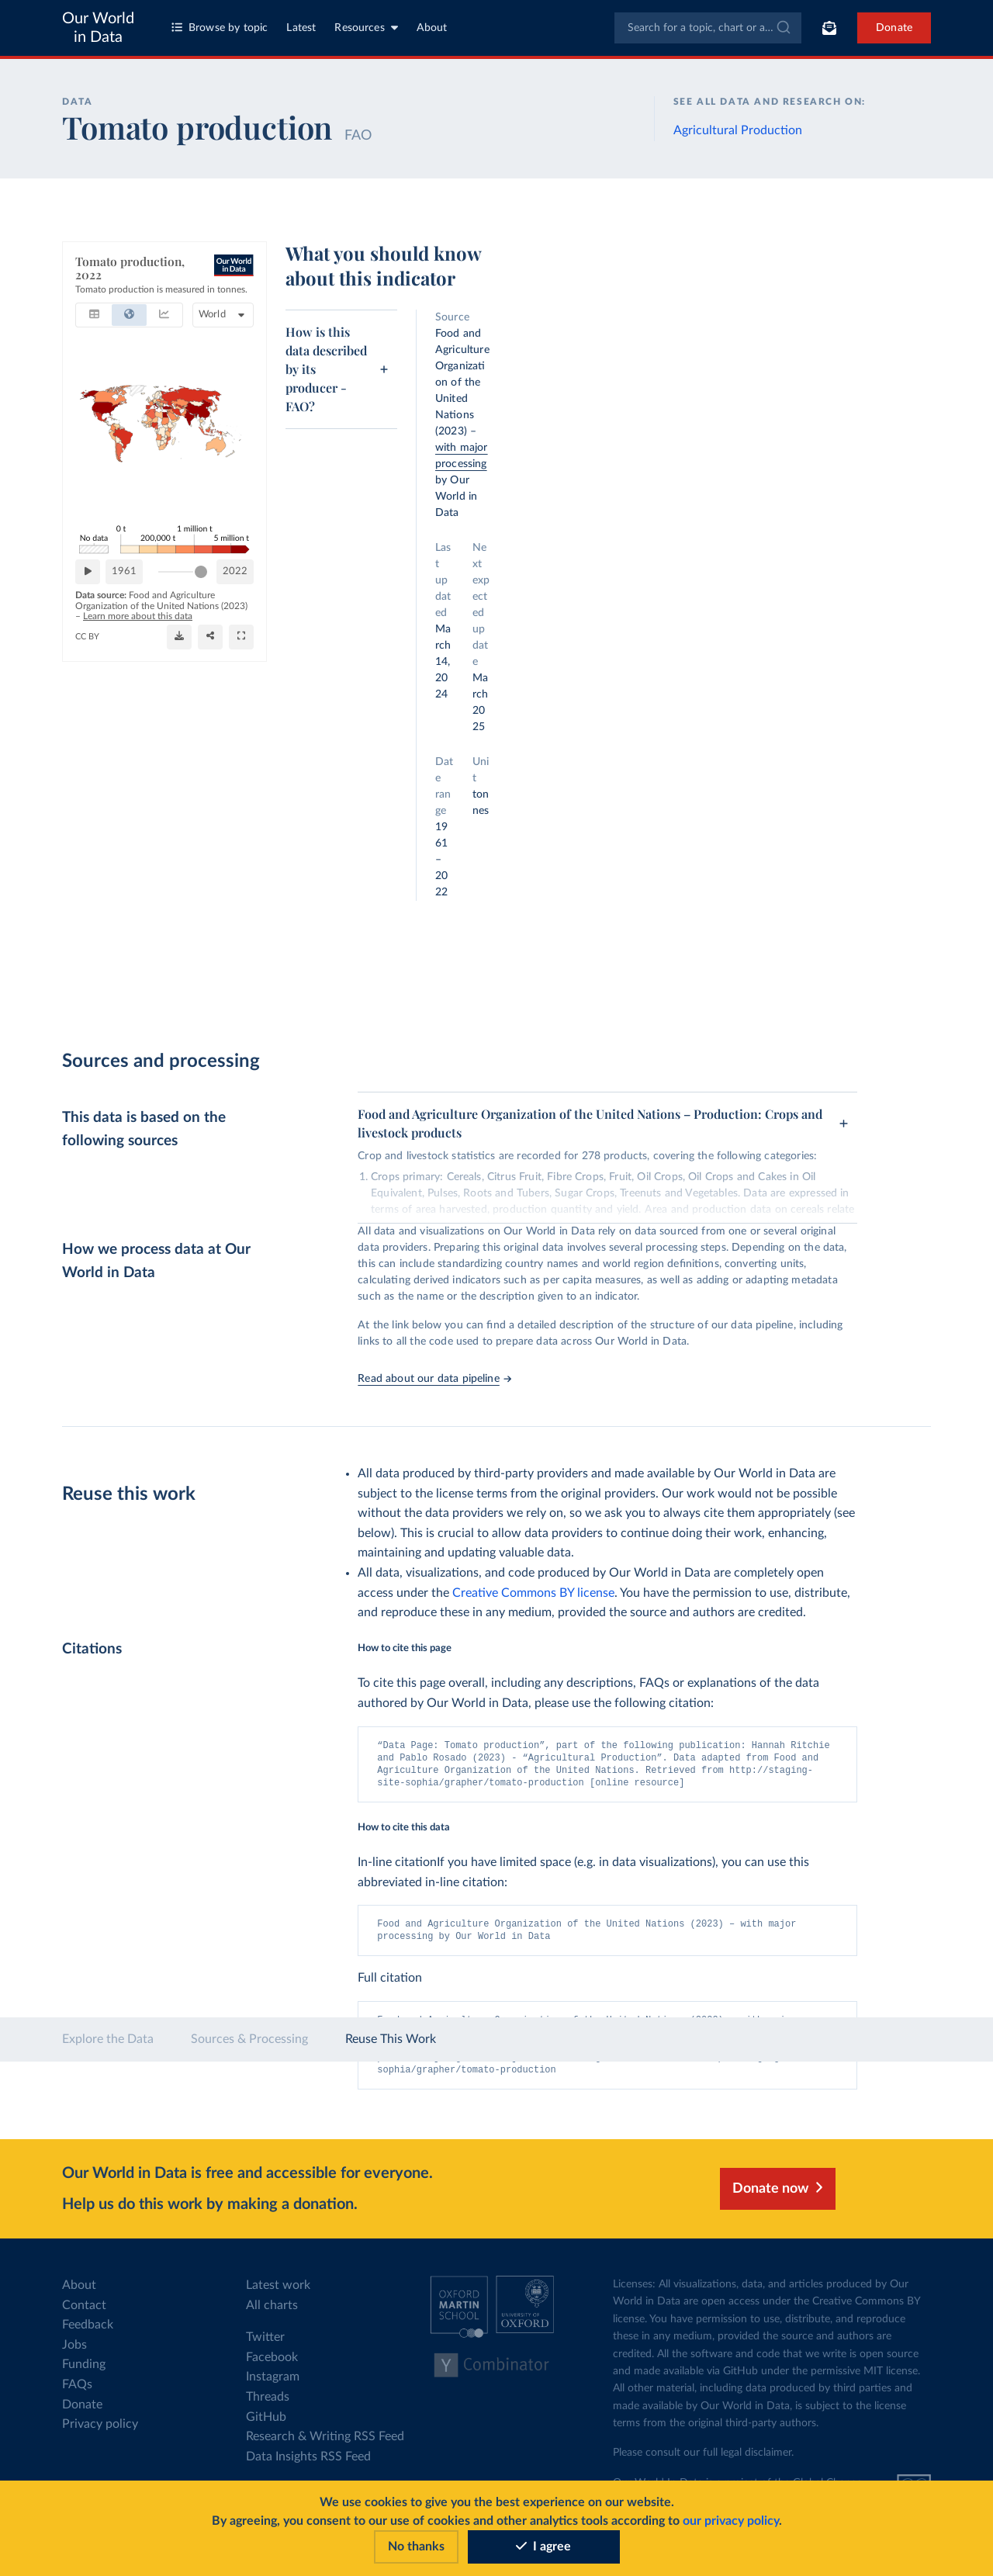 Our World
in Data
Browse by topic
Latest
Resources
About
Search for a topic, chart or a...
Donate
DATA
Tomato production FAO
SEE ALL DATA AND RESEARCH ON:
Agricultural Production
Tomato production,
2022
Our World
in Data
Tomato production is measured in tonnes.
World
No data
0 t
200,000 t
1 million t
5 million t
1961
2022
Data source: Food and Agriculture
Organization of the United Nations (2023)
– Learn more about this data
CC BY
What you should know
about this indicator
How is this
data described
by its
producer -
FAO?
+
Source
Food and
Agriculture
Organizati
on of the
United
Nations
(2023) –
with major
processing
by Our
World in
Data
Las
t
up
dat
ed
Ma
rch
14,
20
24
Ne
xt
exp
ect
ed
up
dat
e
Ma
rch
20
25
Dat
e
ran
ge
19
61
–
20
22
Uni
t
ton
nes
Sources and processing
This data is based on the
following sources
Food and Agriculture Organization of the United Nations – Production: Crops and
livestock products
+
Crop and livestock statistics are recorded for 278 products, covering the following categories:
1. Crops primary: Cereals, Citrus Fruit, Fibre Crops, Fruit, Oil Crops, Oil Crops and Cakes in Oil
Equivalent, Pulses, Roots and Tubers, Sugar Crops, Treenuts and Vegetables. Data are expressed in
terms of area harvested, production quantity and yield. Area and production data on cereals relate
How we process data at Our
World in Data
All data and visualizations on Our World in Data rely on data sourced from one or several original
data providers. Preparing this original data involves several processing steps. Depending on the data,
this can include standardizing country names and world region definitions, converting units,
calculating derived indicators such as per capita measures, as well as adding or adapting metadata
such as the name or the description given to an indicator.
At the link below you can find a detailed description of the structure of our data pipeline, including
links to all the code used to prepare data across Our World in Data.
Read about our data pipeline →
Reuse this work
• All data produced by third-party providers and made available by Our World in Data are
subject to the license terms from the original providers. Our work would not be possible
without the data providers we rely on, so we ask you to always cite them appropriately (see
below). This is crucial to allow data providers to continue doing their work, enhancing,
maintaining and updating valuable data.
• All data, visualizations, and code produced by Our World in Data are completely open
access under the Creative Commons BY license. You have the permission to use, distribute,
and reproduce these in any medium, provided the source and authors are credited.
Citations
How to cite this page
To cite this page overall, including any descriptions, FAQs or explanations of the data
authored by Our World in Data, please use the following citation:
“Data Page: Tomato production”, part of the following publication: Hannah Ritchie
and Pablo Rosado (2023) - “Agricultural Production”. Data adapted from Food and
Agriculture Organization of the United Nations. Retrieved from http://staging-
site-sophia/grapher/tomato-production [online resource]
How to cite this data
In-line citationIf you have limited space (e.g. in data visualizations), you can use this
abbreviated in-line citation:
Food and Agriculture Organization of the United Nations (2023) – with major
processing by Our World in Data
Full citation
Explore the Data
Sources & Processing
Reuse This Work
sophia/grapher/tomato-production
Our World in Data is free and accessible for everyone.
Help us do this work by making a donation.
Donate now
About
Contact
Feedback
Jobs
Funding
FAQs
Donate
Privacy policy
Latest work
All charts
Twitter
Facebook
Instagram
Threads
GitHub
Research & Writing RSS Feed
Data Insights RSS Feed
OXFORD
MARTIN
SCHOOL
UNIVERSITY OF
OXFORD
Y Combinator
Licenses: All visualizations, data, and articles produced by Our
World in Data are open access under the Creative Commons BY
license. You have permission to use, distribute, and reproduce
these in any medium, provided the source and authors are
credited. All the software and code that we write is open source
and made available via GitHub under the permissive MIT license.
All other material, including data produced by third parties and
made available by Our World in Data, is subject to the license
terms from the original third-party authors.
Please consult our full legal disclaimer.
We use cookies to give you the best experience on our website.
By agreeing, you consent to our use of cookies and other analytics tools according to our privacy policy.
No thanks
I agree